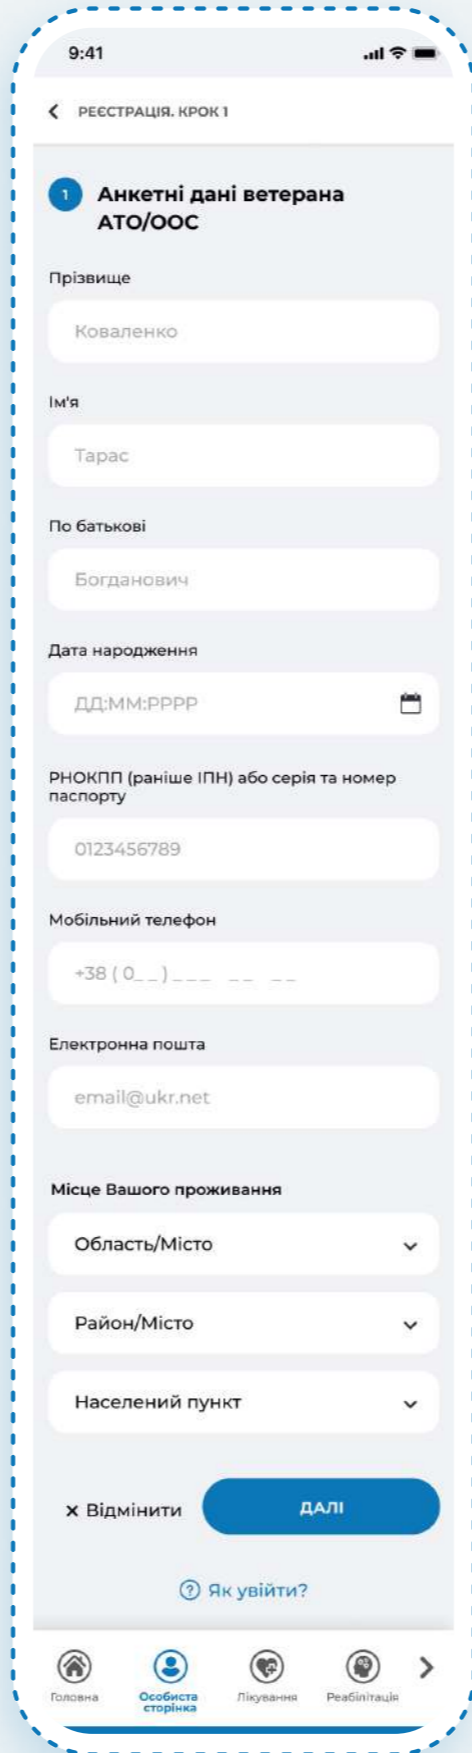 9:41
РЕЄСТРАЦІЯ. КРОК 1
1 Анкетні дані ветерана
АТО/ООС
Прізвище
Коваленко
Ім'я
Тарас
По батькові
Богданович
Дата народження
ДД:ММ:РРРР
РНОКПП (раніше ІПН) або серія та номер
паспорту
0123456789
Мобільний телефон
+38 ( 0_ _ ) _ _ _ _ _ _ _
Електронна пошта
email@ukr.net
Місце Вашого проживання
Область/Місто
Район/Місто
Населений пункт
× Відмінити ДАЛІ
? Як увійти?
Головна Особиста сторінка Лікування Реабілітація